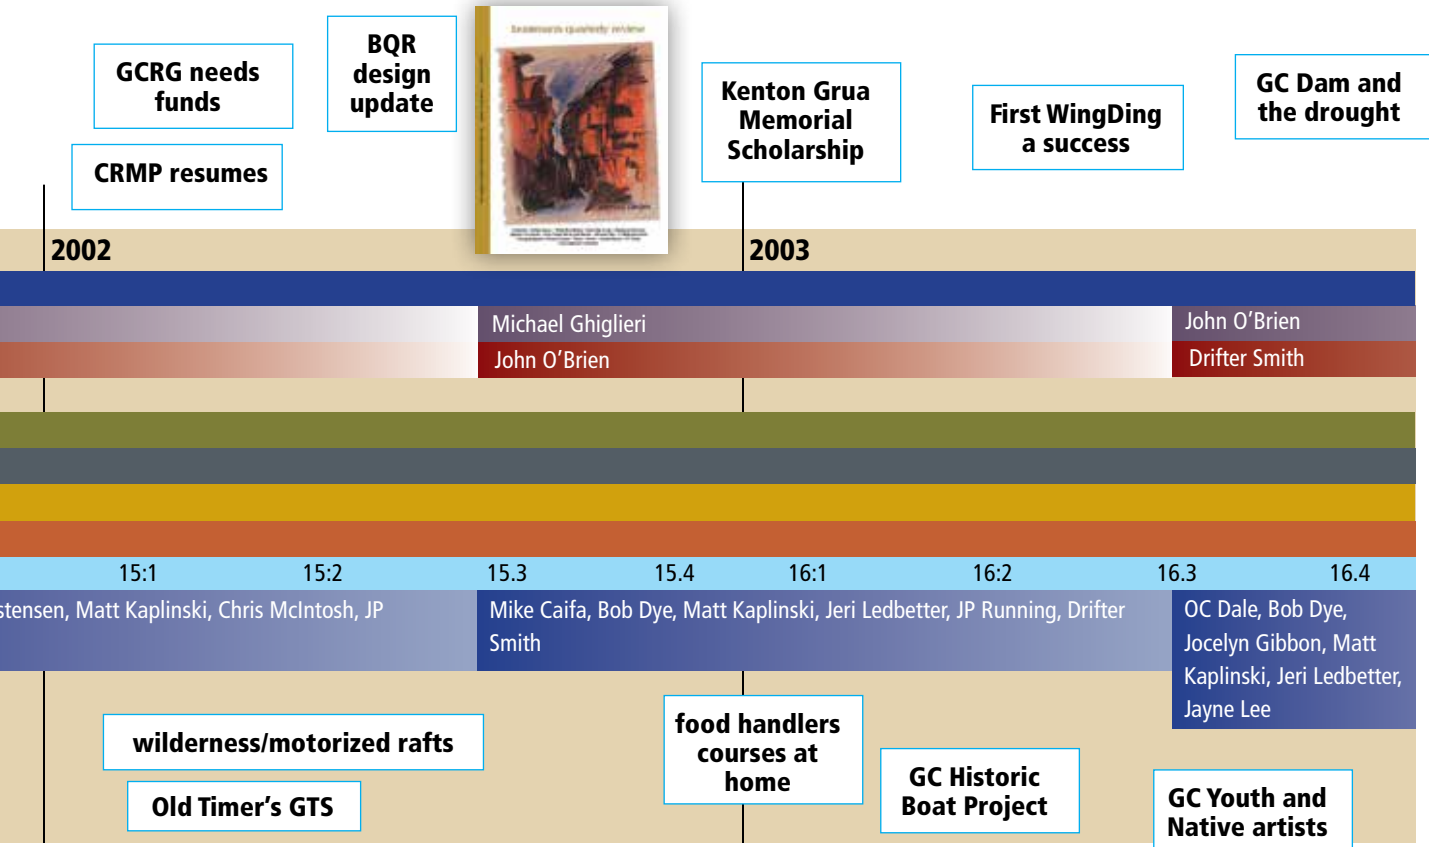 GCRG needs
funds
BQR
design
update
boatman's quarterly review
Kenton Grua
Memorial
Scholarship
First WingDing
a success
GC Dam and
the drought
CRMP resumes
2002
2003
Michael Ghiglieri
John O’Brien
John O’Brien
Drifter Smith
15:1
15:2
15.3
15.4
16:1
16:2
16.3
16.4
stensen, Matt Kaplinski, Chris McIntosh, JP
Mike Caifa, Bob Dye, Matt Kaplinski, Jeri Ledbetter, JP Running, Drifter
Smith
OC Dale, Bob Dye,
Jocelyn Gibbon, Matt
Kaplinski, Jeri Ledbetter,
Jayne Lee
wilderness/motorized rafts
Old Timer’s GTS
food handlers
courses at
home
GC Historic
Boat Project
GC Youth and
Native artists